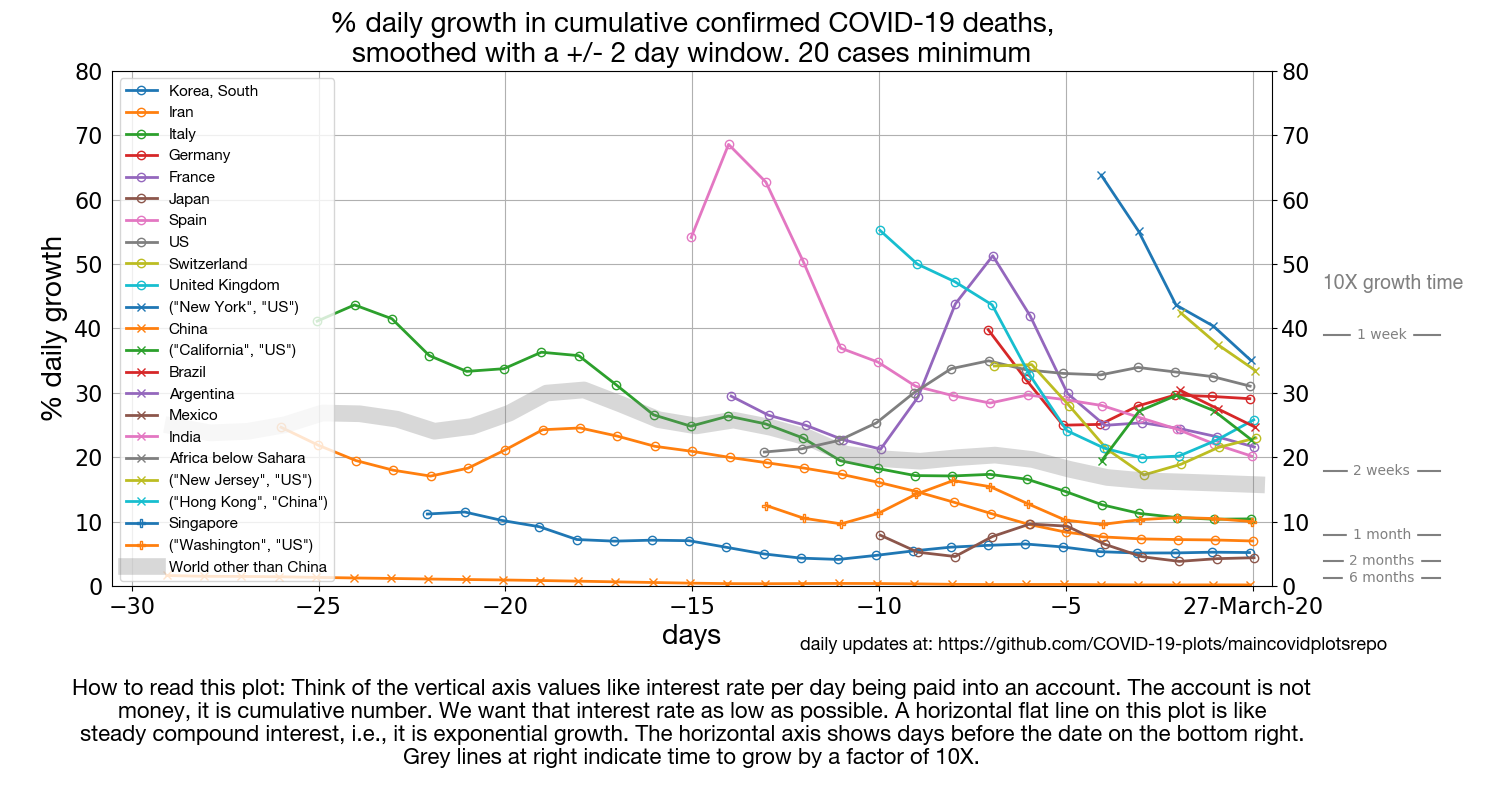 % daily growth in cumulative confirmed COVID-19 deaths,
smoothed with a +/- 2 day window. 20 cases minimum
% daily growth
80
70
60
50
40
30
20
10
0
Korea, South
Iran
Italy
Germany
France
Japan
Spain
US
Switzerland
United Kingdom
("New York", "US")
China
("California", "US")
Brazil
Argentina
Mexico
India
Africa below Sahara
("New Jersey", "US")
("Hong Kong", "China")
Singapore
("Washington", "US")
World other than China
80
70
60
50
40
30
20
10
0
10X growth time
1 week
2 weeks
1 month
2 months
6 months
−30 −25 −20 −15 −10 −5 27-March-20
days
daily updates at: https://github.com/COVID-19-plots/maincovidplotsrepo
How to read this plot: Think of the vertical axis values like interest rate per day being paid into an account. The account is not
money, it is cumulative number. We want that interest rate as low as possible. A horizontal flat line on this plot is like
steady compound interest, i.e., it is exponential growth. The horizontal axis shows days before the date on the bottom right.
Grey lines at right indicate time to grow by a factor of 10X.